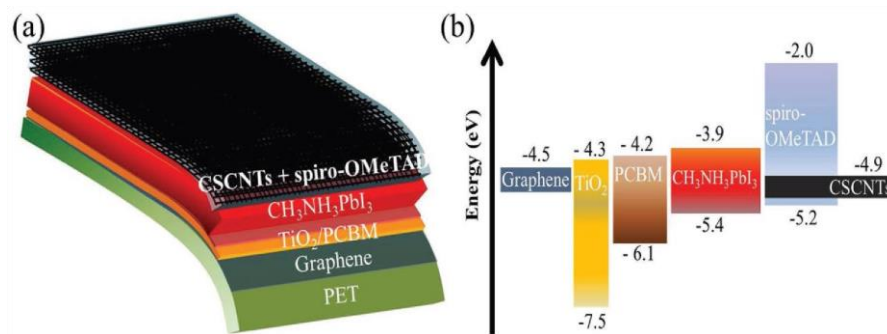 (a)
CSCNTs + spiro-OMeTAD
CH₃NH₃PbI₃
TiO₂/PCBM
Graphene
PET
(b)
Energy (eV)
-4.5
Graphene
- 4.3
TiO₂
-7.5
- 4.2
PCBM
- 6.1
-3.9
CH₃NH₃PbI₃
-5.4
-2.0
spiro-
OMeTAD
-5.2
-4.9
CSCNTs